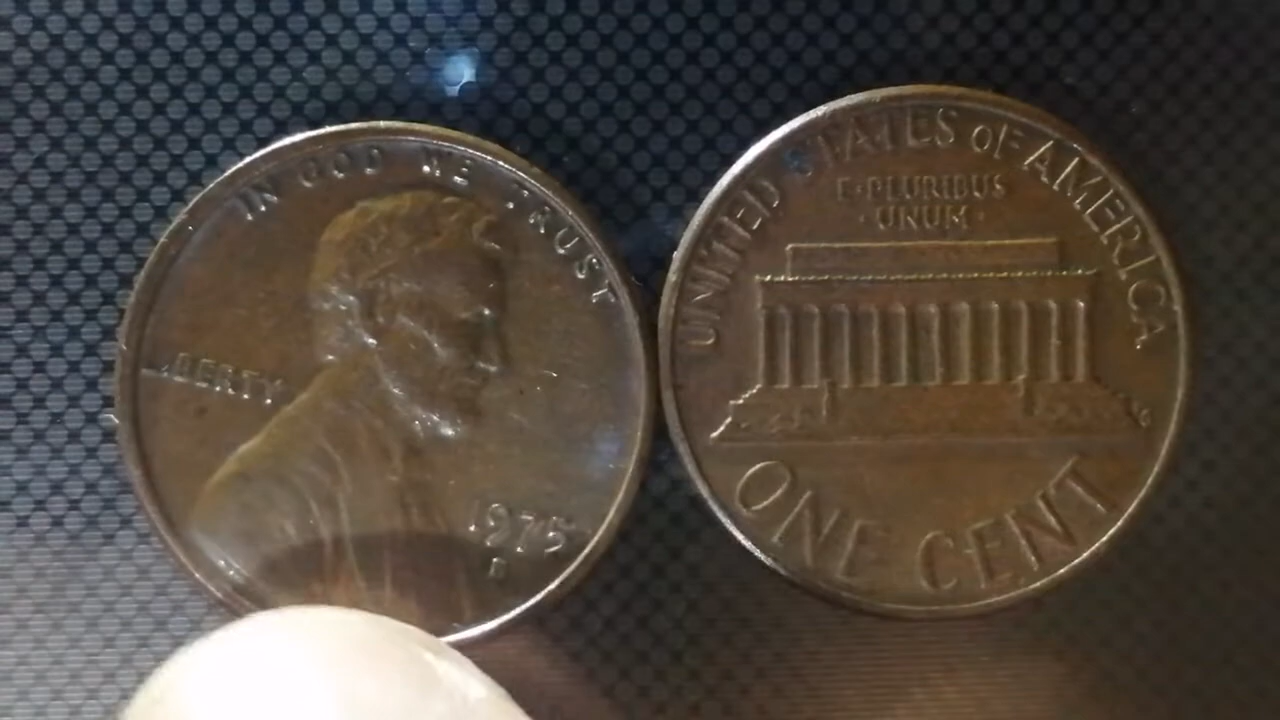 IN GOD WE TRUST
LIBERTY
1975
D
UNITED STATES OF AMERICA
E·PLURIBUS
·UNUM·
ONE CENT